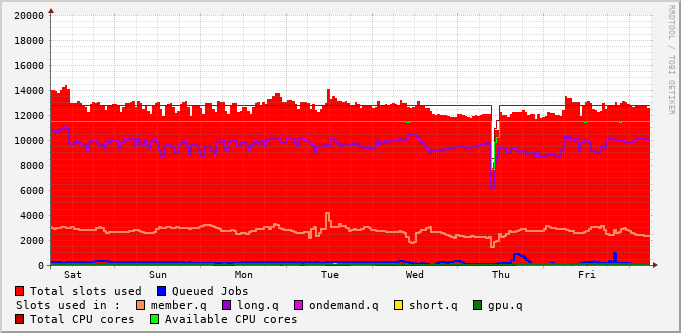 RRDTOOL / TOBI OETIKER
20000
18000
16000
14000
12000
10000
8000
6000
4000
2000
0
Sat Sun Mon Tue Wed Thu Fri
Total slots used Queued Jobs
Slots used in : member.q long.q ondemand.q short.q gpu.q
Total CPU cores Available CPU cores